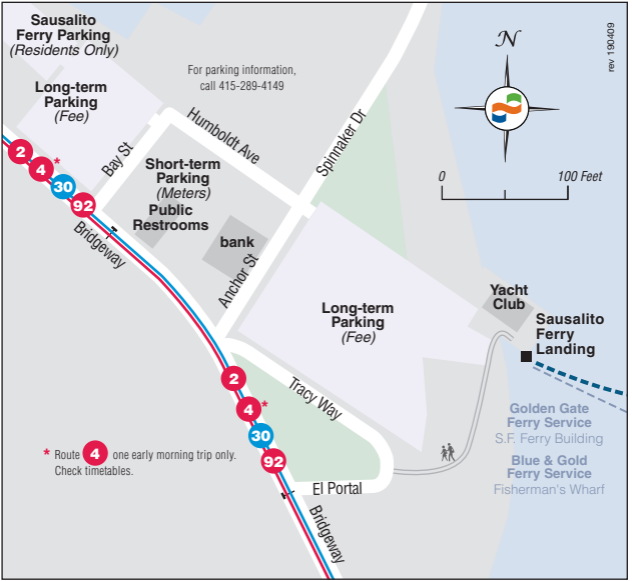 Sausalito
Ferry Parking
(Residents Only)
Long-term
Parking
(Fee)
For parking information,
call 415-289-4149
N
rev 190409
0 100 Feet
Spinnaker Dr
Humboldt Ave
Bay St
2
4 *
30
92
Bridgeway
Short-term
Parking
(Meters)
Public
Restrooms
bank
Anchor St
Long-term
Parking
(Fee)
Yacht
Club
Sausalito
Ferry
Landing
2
4 *
30
92
Tracy Way
Golden Gate
Ferry Service
S.F. Ferry Building
Blue & Gold
Ferry Service
Fisherman's Wharf
* Route 4 one early morning trip only.
Check timetables.
El Portal
Bridgeway